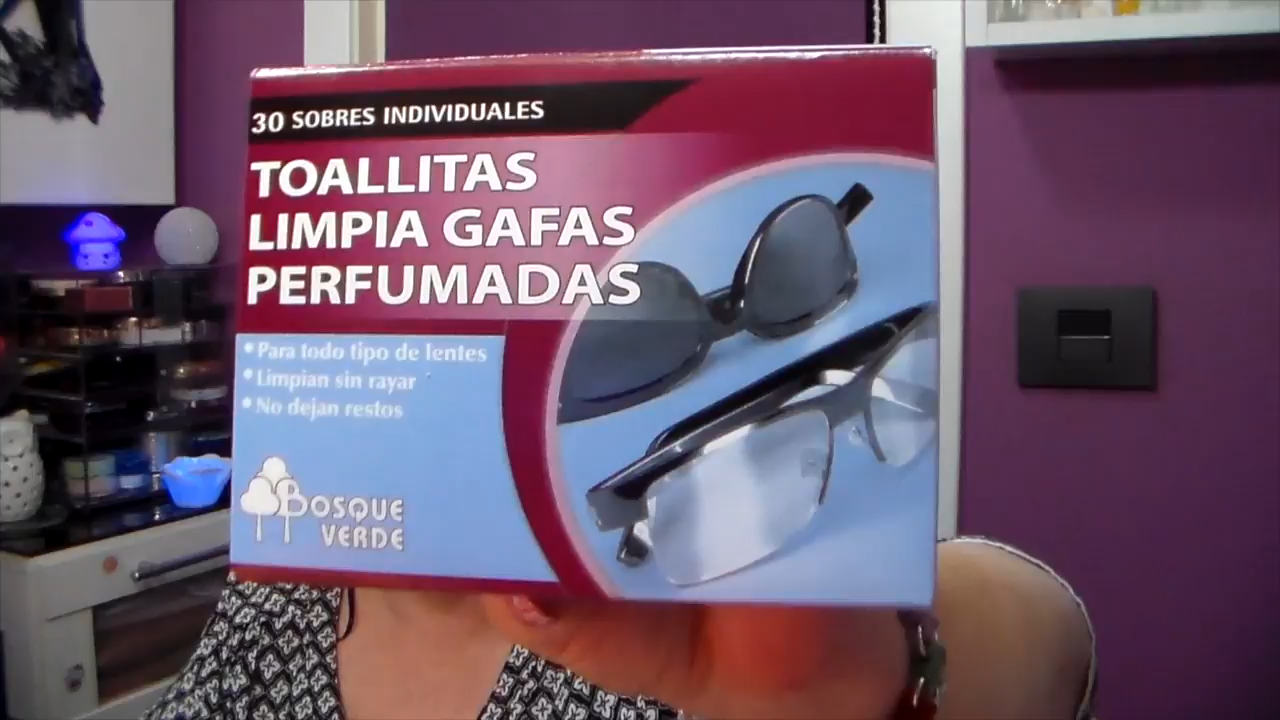 30 SOBRES INDIVIDUALES
TOALLITAS
LIMPIA GAFAS
PERFUMADAS
• Para todo tipo de lentes
• Limpian sin rayar
• No dejan restos
BOSQUE
VERDE